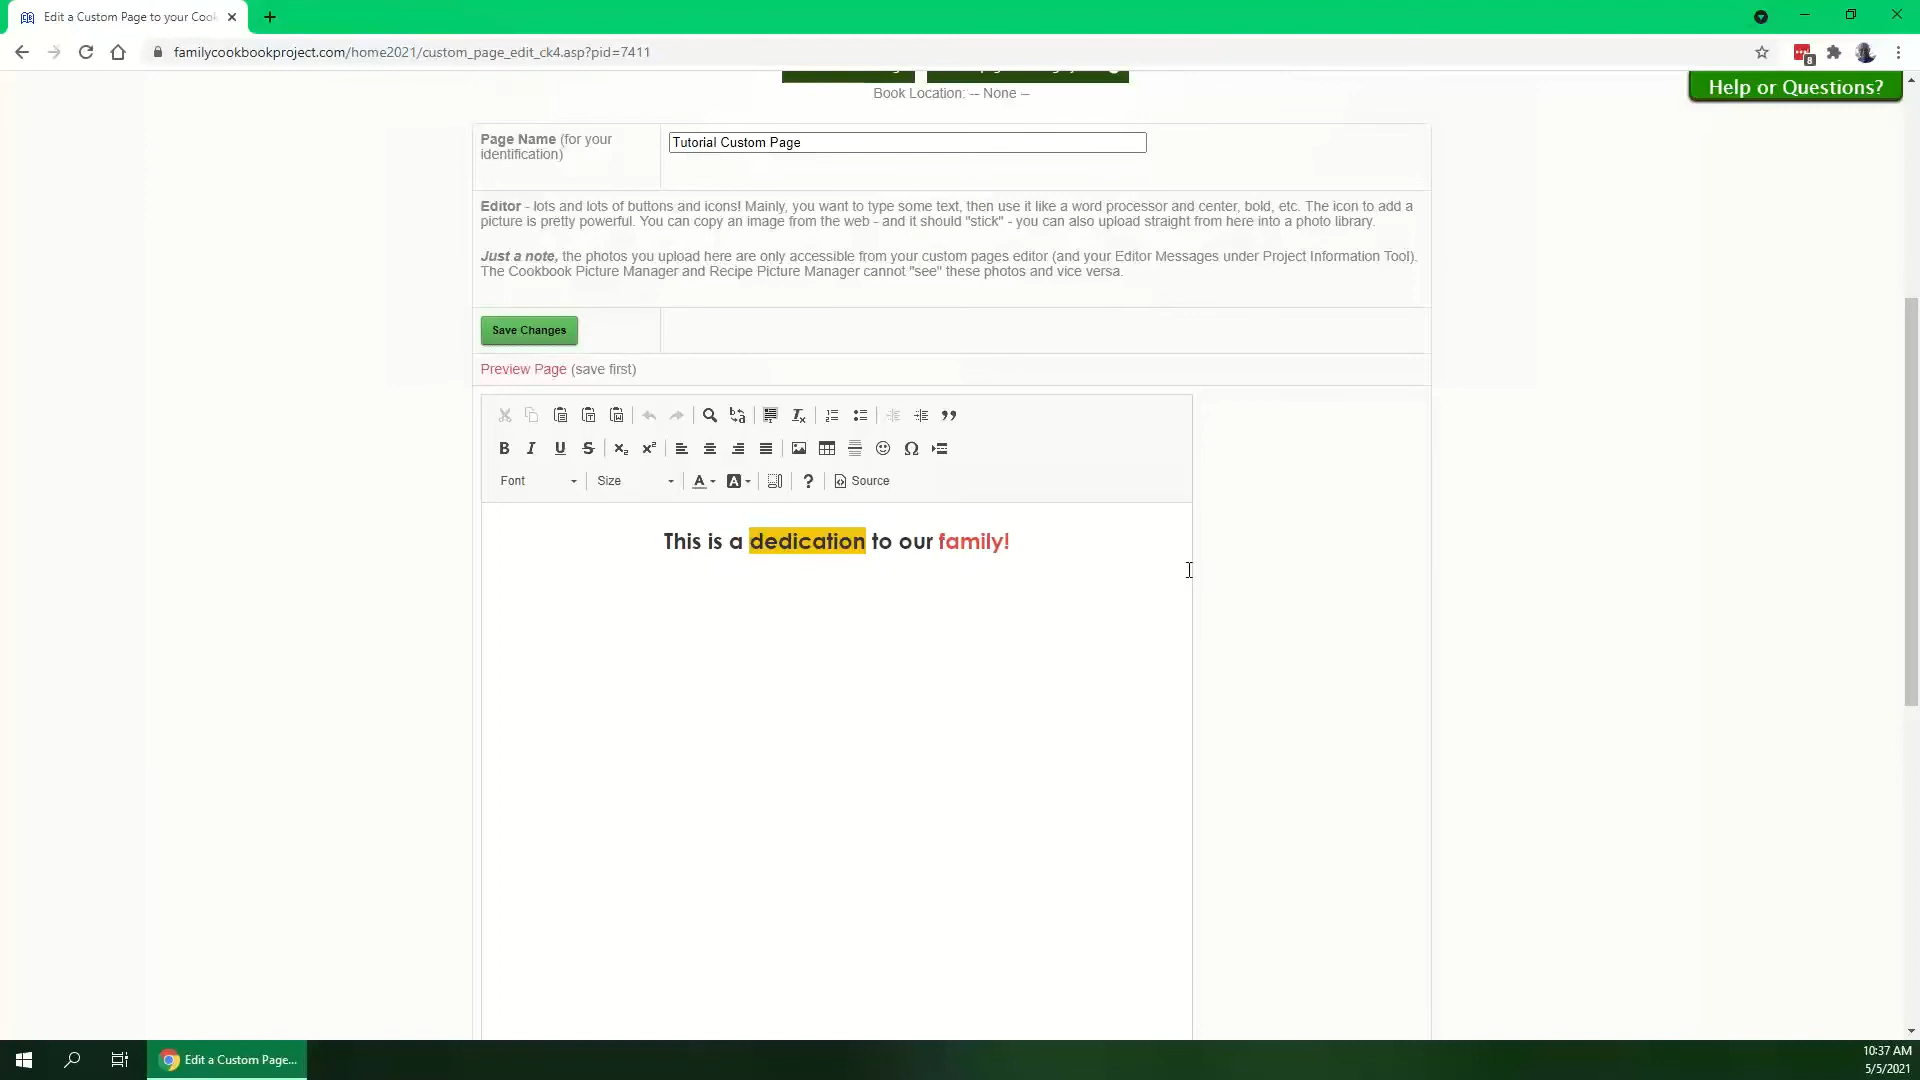 Edit a Custom Page to your Cook
familycookbookproject.com/home2021/custom_page_edit_ck4.asp?pid=7411
8
Help or Questions?
Book Location: -- None --
Page Name (for your identification)
Tutorial Custom Page
Editor - lots and lots of buttons and icons! Mainly, you want to type some text, then use it like a word processor and center, bold, etc. The icon to add a
picture is pretty powerful. You can copy an image from the web - and it should "stick" - you can also upload straight from here into a photo library.
Just a note, the photos you upload here are only accessible from your custom pages editor (and your Editor Messages under Project Information Tool).
The Cookbook Picture Manager and Recipe Picture Manager cannot "see" these photos and vice versa.
Save Changes
Preview Page (save first)
Font
Size
Source
This is a dedication to our family!
Edit a Custom Page...
10:37 AM
5/5/2021